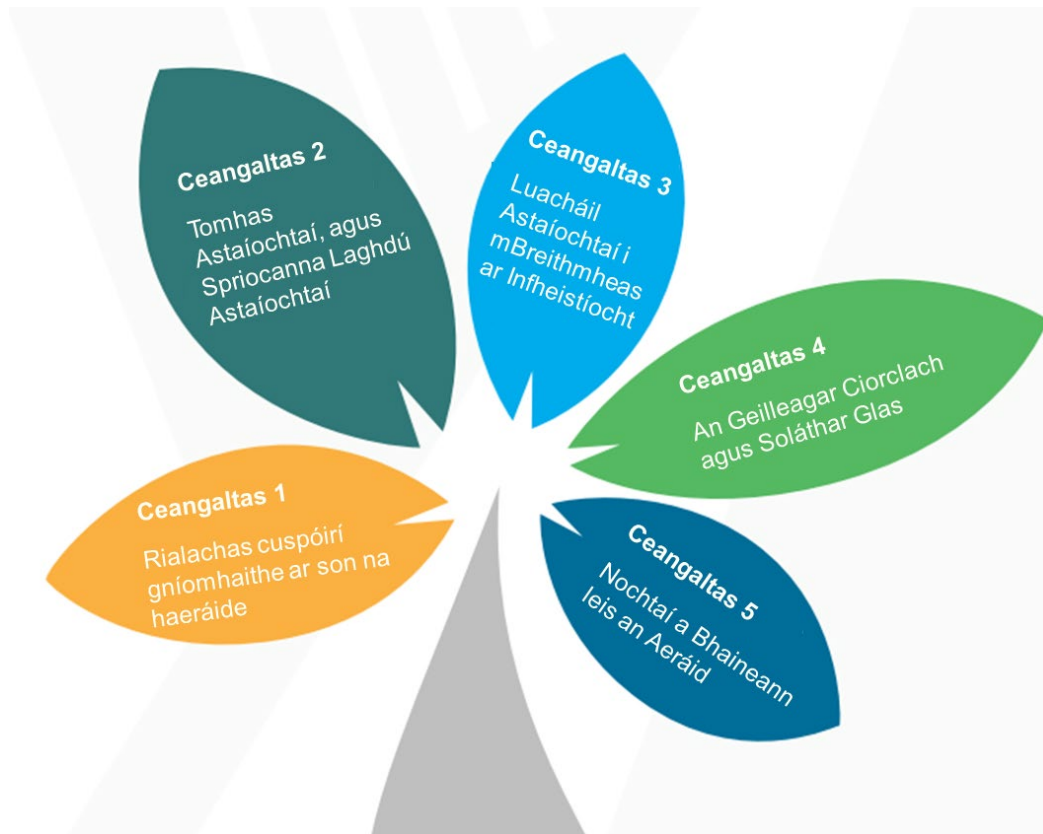 Ceangaltas 1
Rialachas cuspóirí
gníomhaithe ar son na
haeráide
Ceangaltas 2
Tomhas
Astaíochtaí, agus
Spriocanna Laghdú
Astaíochtaí
Ceangaltas 3
Luacháil
Astaíochtaí i
mBreithmheas
ar Infheistíocht
Ceangaltas 4
An Geilleagar Ciorclach
agus Soláthar Glas
Ceangaltas 5
Nochtaí a Bhaineann
leis an Aeráid